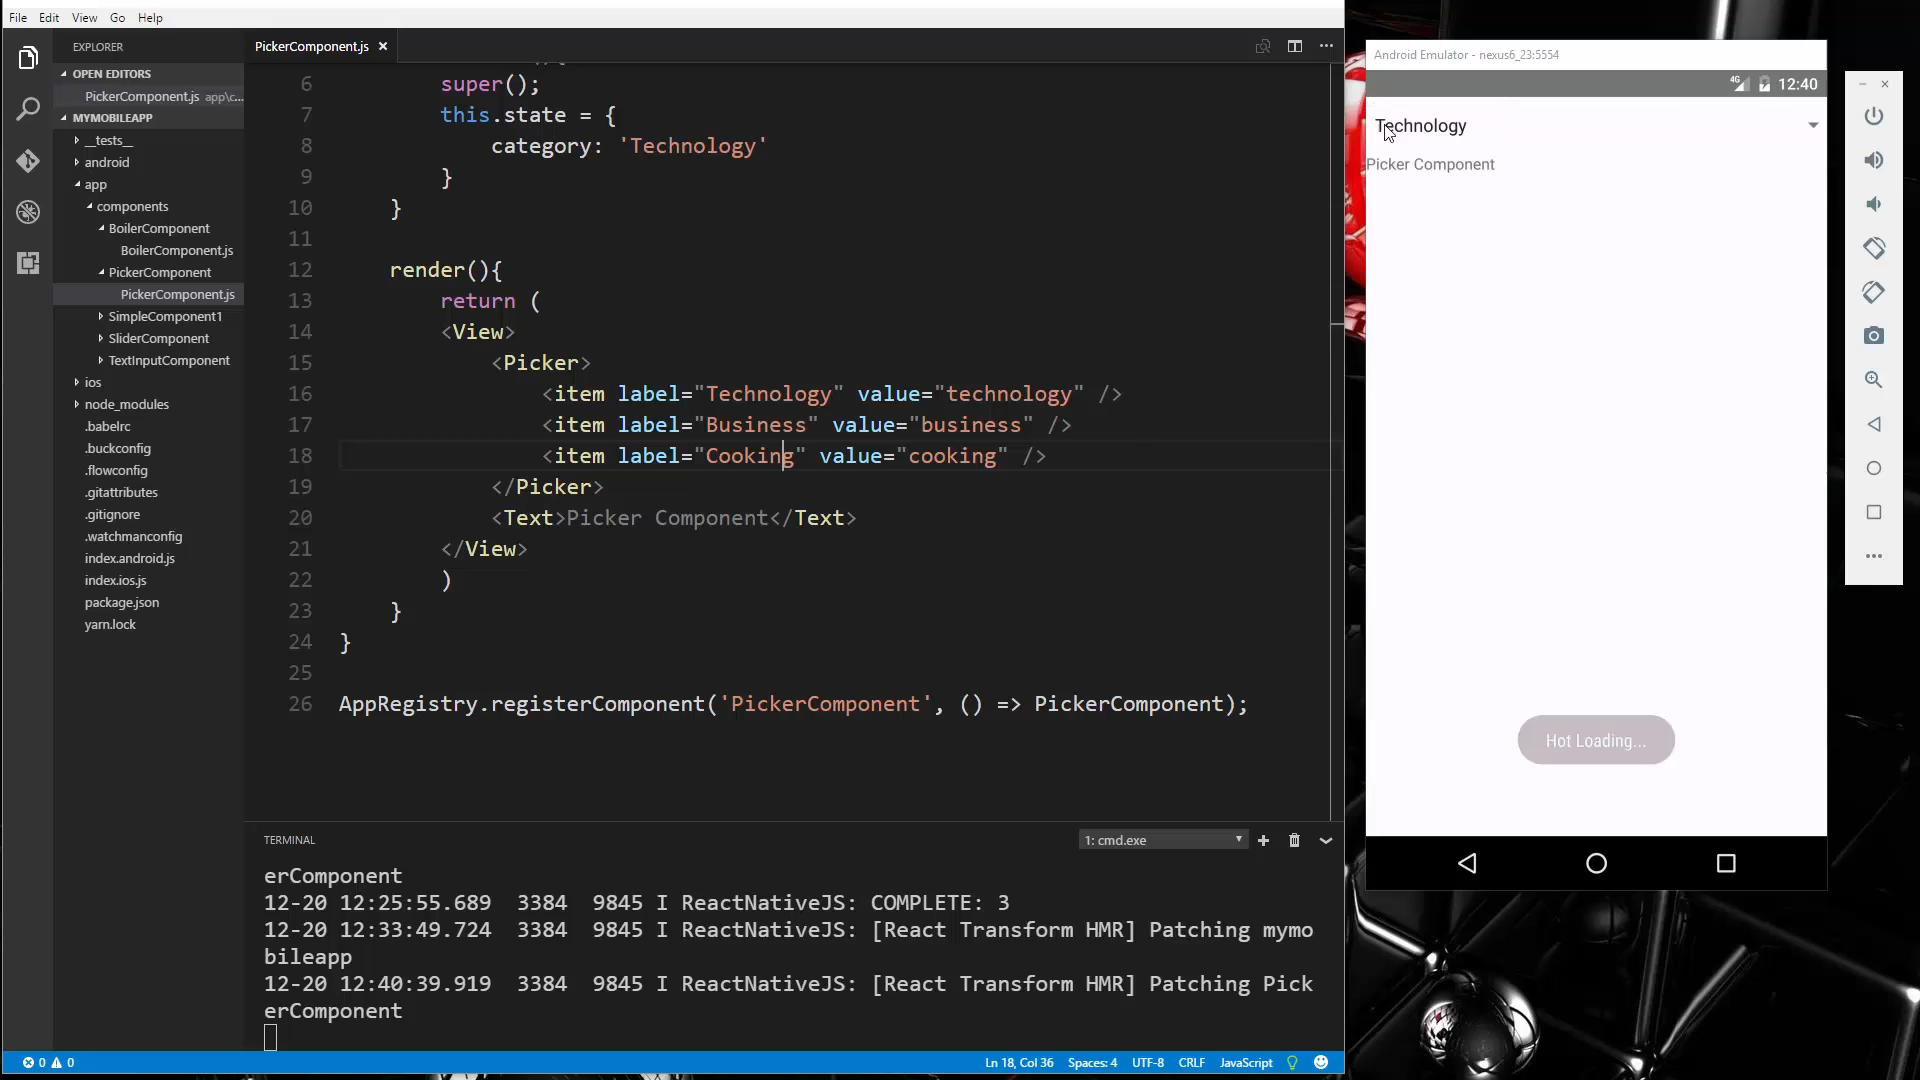 File Edit View Go Help
EXPLORER
OPEN EDITORS
PickerComponent.js app\c...
MYMOBILEAPP
__tests__
android
app
components
BoilerComponent
BoilerComponent.js
PickerComponent
PickerComponent.js
SimpleComponent1
SliderComponent
TextInputComponent
ios
node_modules
.babelrc
.buckconfig
.flowconfig
.gitattributes
.gitignore
.watchmanconfig
index.android.js
index.ios.js
package.json
yarn.lock
PickerComponent.js
6 super();
7 this.state = {
8 category: 'Technology'
9 }
10 }
11
12 render(){
13 return (
14 <View>
15 <Picker>
16 <item label="Technology" value="technology" />
17 <item label="Business" value="business" />
18 <item label="Cooking" value="cooking" />
19 </Picker>
20 <Text>Picker Component</Text>
21 </View>
22 )
23 }
24 }
25
26 AppRegistry.registerComponent('PickerComponent', () => PickerComponent);
TERMINAL
1: cmd.exe
erComponent
12-20 12:25:55.689 3384 9845 I ReactNativeJS: COMPLETE: 3
12-20 12:33:49.724 3384 9845 I ReactNativeJS: [React Transform HMR] Patching mymo
bileapp
12-20 12:40:39.919 3384 9845 I ReactNativeJS: [React Transform HMR] Patching Pick
erComponent
0 0
Ln 18, Col 36 Spaces: 4 UTF-8 CRLF JavaScript
Android Emulator - nexus6_23:5554
4G 12:40
Technology
Picker Component
Hot Loading...